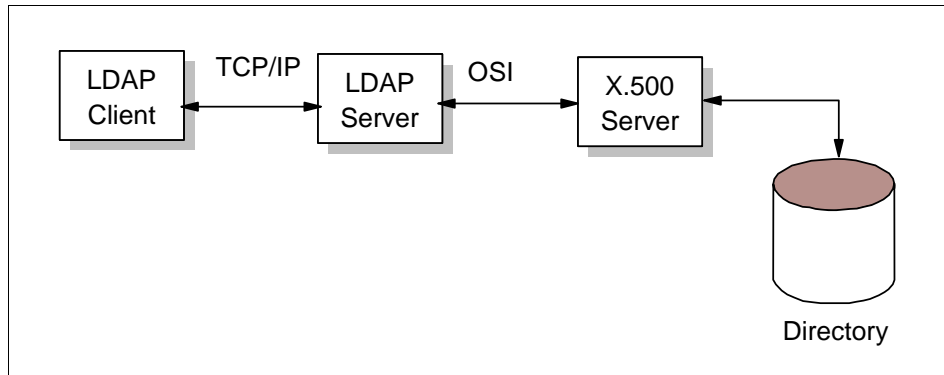 LDAP
Client
TCP/IP
LDAP
Server
OSI
X.500
Server
Directory